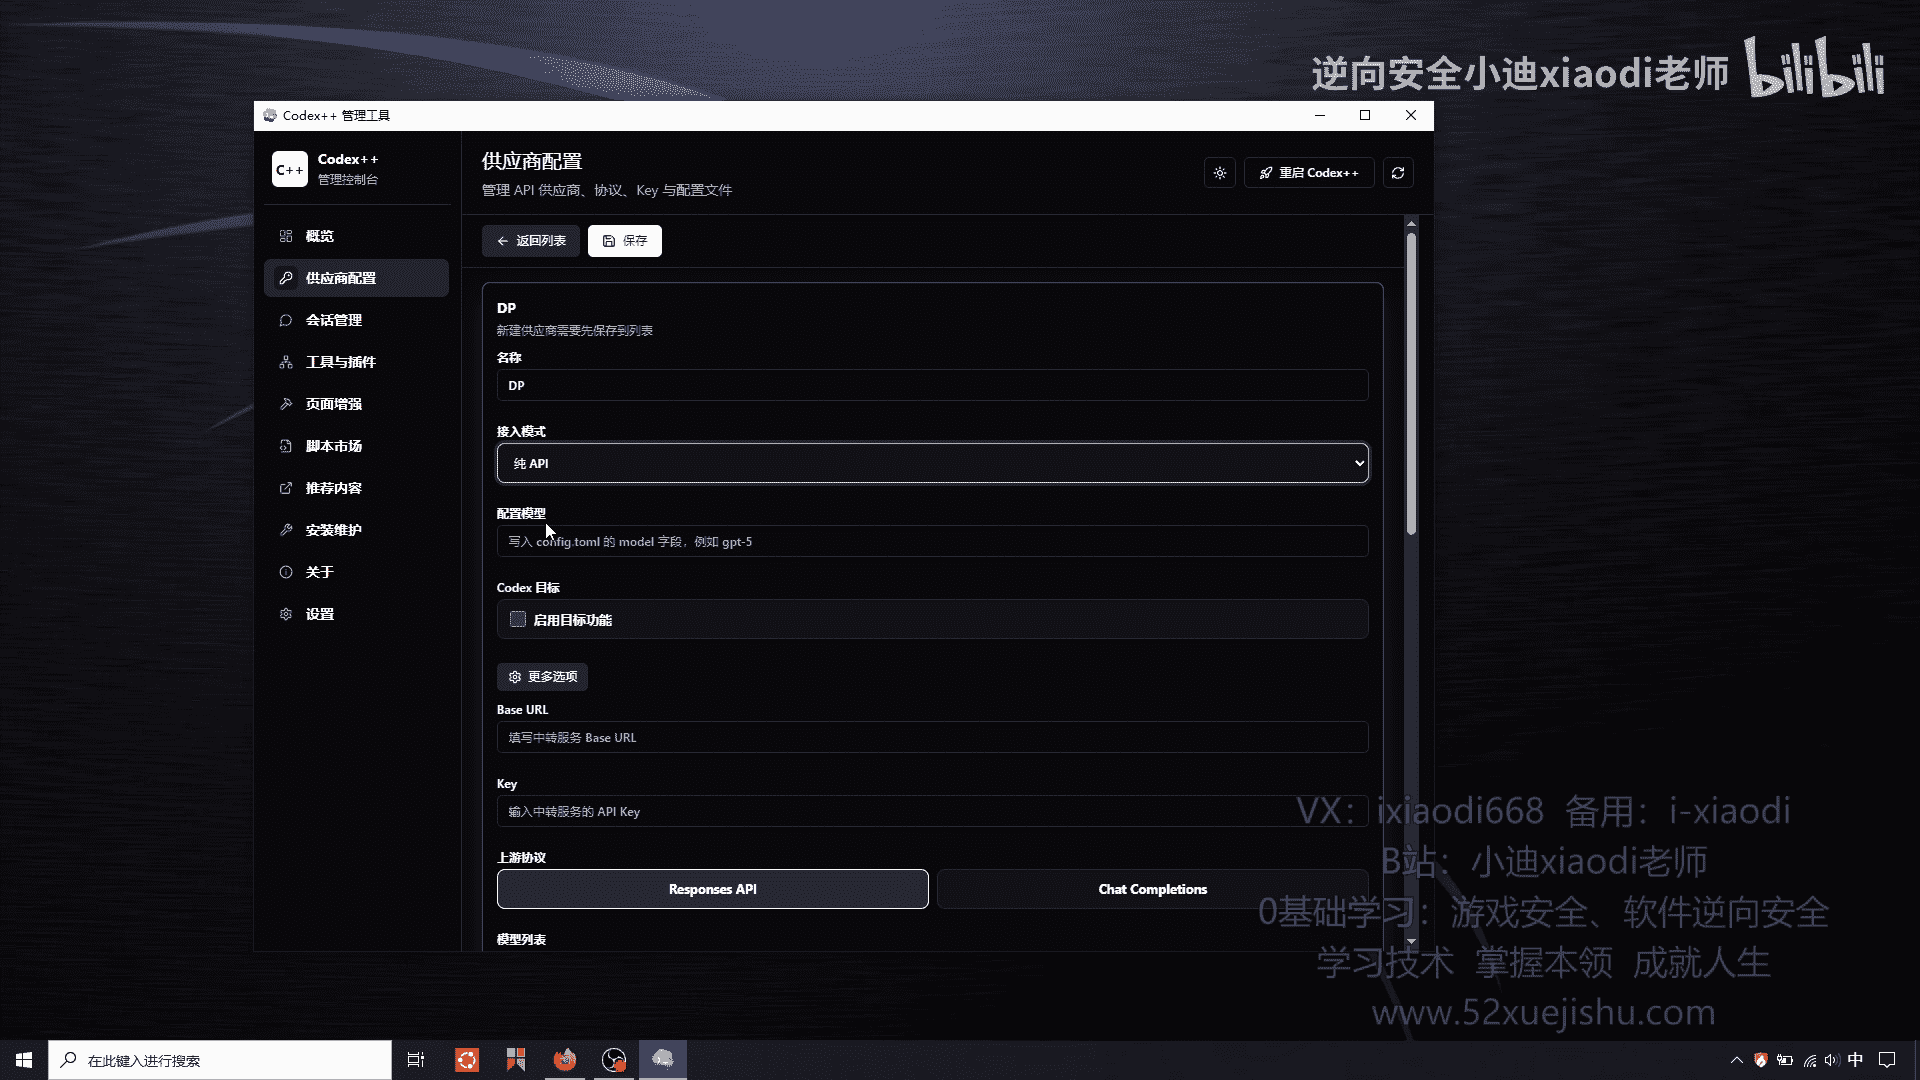 逆向安全小迪xiaodi老师 bilibili
Codex++ 管理工具
C++
Codex++
管理控制台
概览
供应商配置
会话管理
工具与插件
页面增强
脚本市场
推荐内容
安装维护
关于
设置
供应商配置
管理 API 供应商、协议、Key 与配置文件
重启 Codex++
返回列表
保存
DP
新建供应商需要先保存到列表
名称
DP
接入模式
纯 API
配置模型
写入 config.toml 的 model 字段，例如 gpt-5
Codex 目标
启用目标功能
更多选项
Base URL
填写中转服务 Base URL
Key
输入中转服务的 API Key
上游协议
Responses API
Chat Completions
模型列表
VX：ixiaodi668 备用：i-xiaodi
B站：小迪xiaodi老师
0基础学习：游戏安全、软件逆向安全
学习技术 掌握本领 成就人生
www.52xuejishu.com
在此键入进行搜索
中